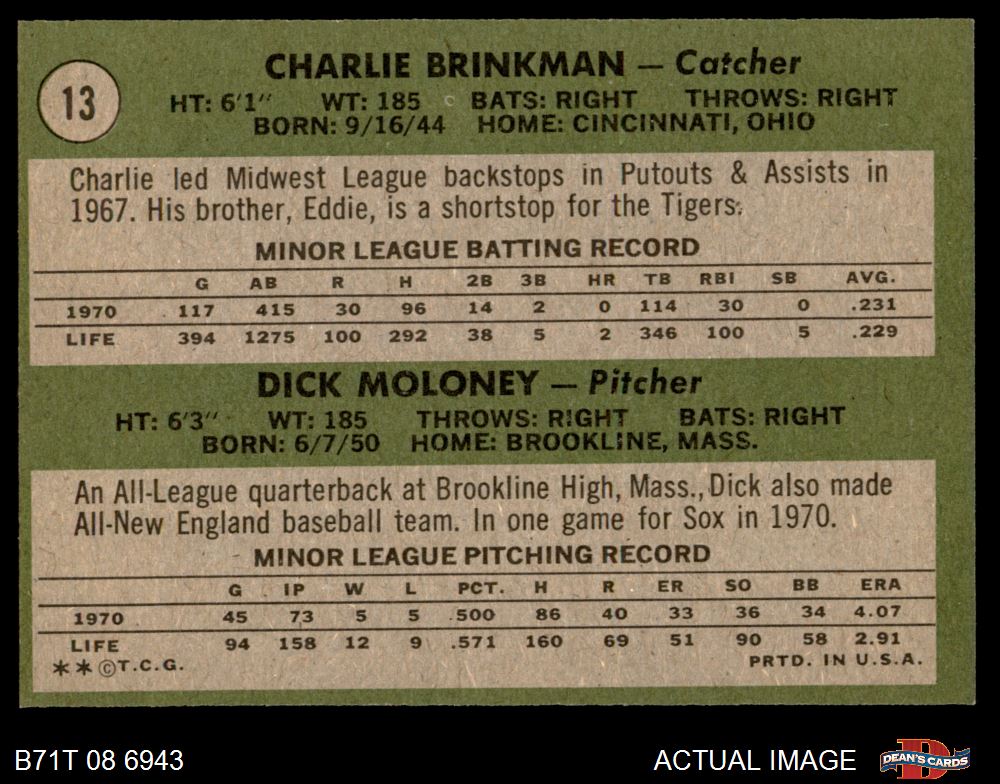 13
CHARLIE BRINKMAN — Catcher
HT: 6'1" WT: 185 BATS: RIGHT THROWS: RIGHT
BORN: 9/16/44 HOME: CINCINNATI, OHIO
Charlie led Midwest League backstops in Putouts & Assists in
1967. His brother, Eddie, is a shortstop for the Tigers.
MINOR LEAGUE BATTING RECORD
G AB R H 2B 3B HR TB RBI SB AVG.
1970 117 415 30 96 14 2 0 114 30 0 .231
LIFE 394 1275 100 292 38 5 2 346 100 5 .229
DICK MOLONEY — Pitcher
HT: 6'3" WT: 185 THROWS: RIGHT BATS: RIGHT
BORN: 6/7/50 HOME: BROOKLINE, MASS.
An All-League quarterback at Brookline High, Mass., Dick also made
All-New England baseball team. In one game for Sox in 1970.
MINOR LEAGUE PITCHING RECORD
G IP W L PCT. H R ER SO BB ERA
1970 45 73 5 5 .500 86 40 33 36 34 4.07
LIFE 94 158 12 9 .571 160 69 51 90 58 2.91
**©T.C.G. PRTD. IN U.S.A.
B71T 08 6943 ACTUAL IMAGE D DEAN'S CARDS